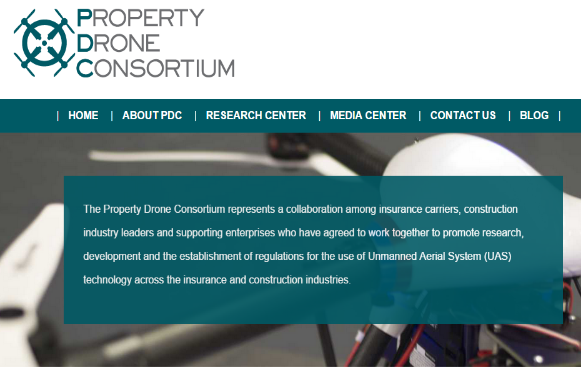 PROPERTY
DRONE
CONSORTIUM
| HOME | ABOUT PDC | RESEARCH CENTER | MEDIA CENTER | CONTACT US | BLOG |
The Property Drone Consortium represents a collaboration among insurance carriers, construction
industry leaders and supporting enterprises who have agreed to work together to promote research,
development and the establishment of regulations for the use of Unmanned Aerial System (UAS)
technology across the insurance and construction industries.